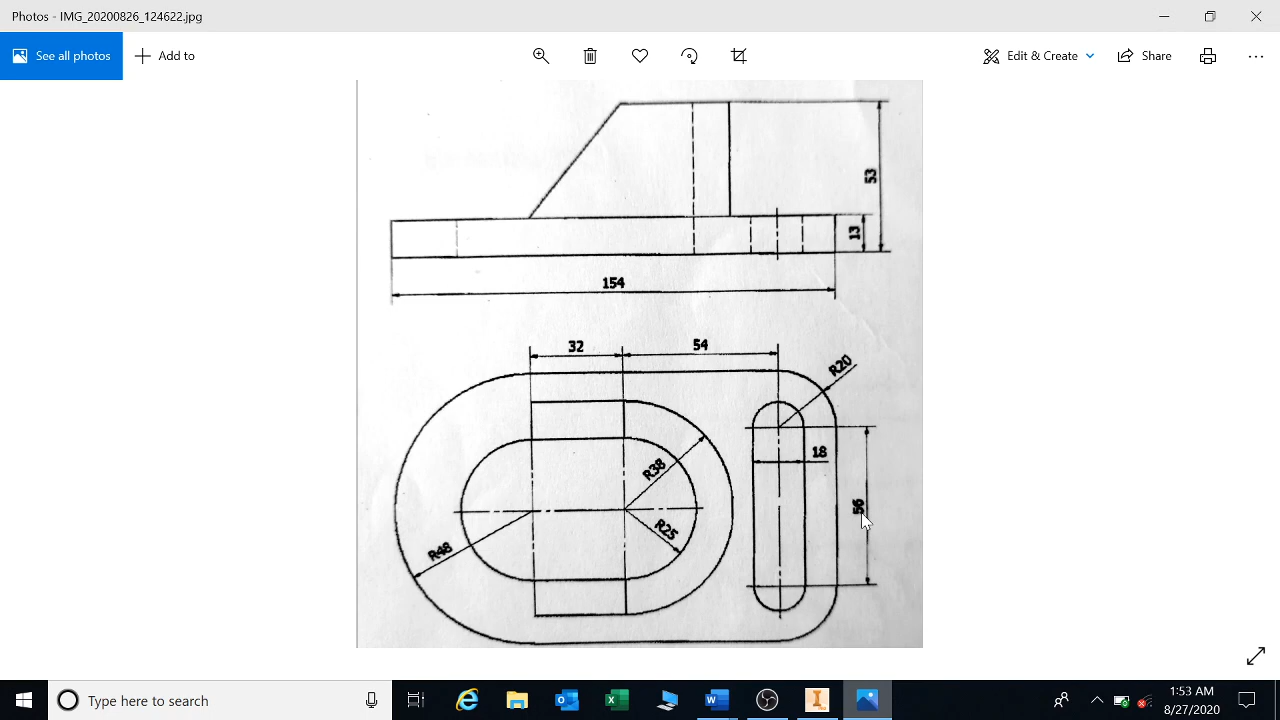 Photos - IMG_20200826_124622.jpg
See all photos
Add to
Edit & Create
Share
53
13
154
32
54
R20
18
R38
56
R25
R48
Type here to search
1:53 AM
8/27/2020